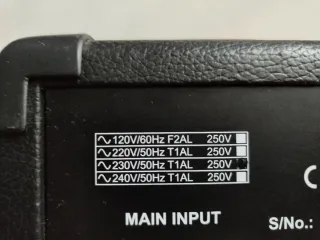 ~120V/60Hz F2AL 250V
~220V/50Hz T1AL 250V
~230V/50Hz T1AL 250V
~240V/50Hz T1AL 250V
MAIN INPUT S/No.: